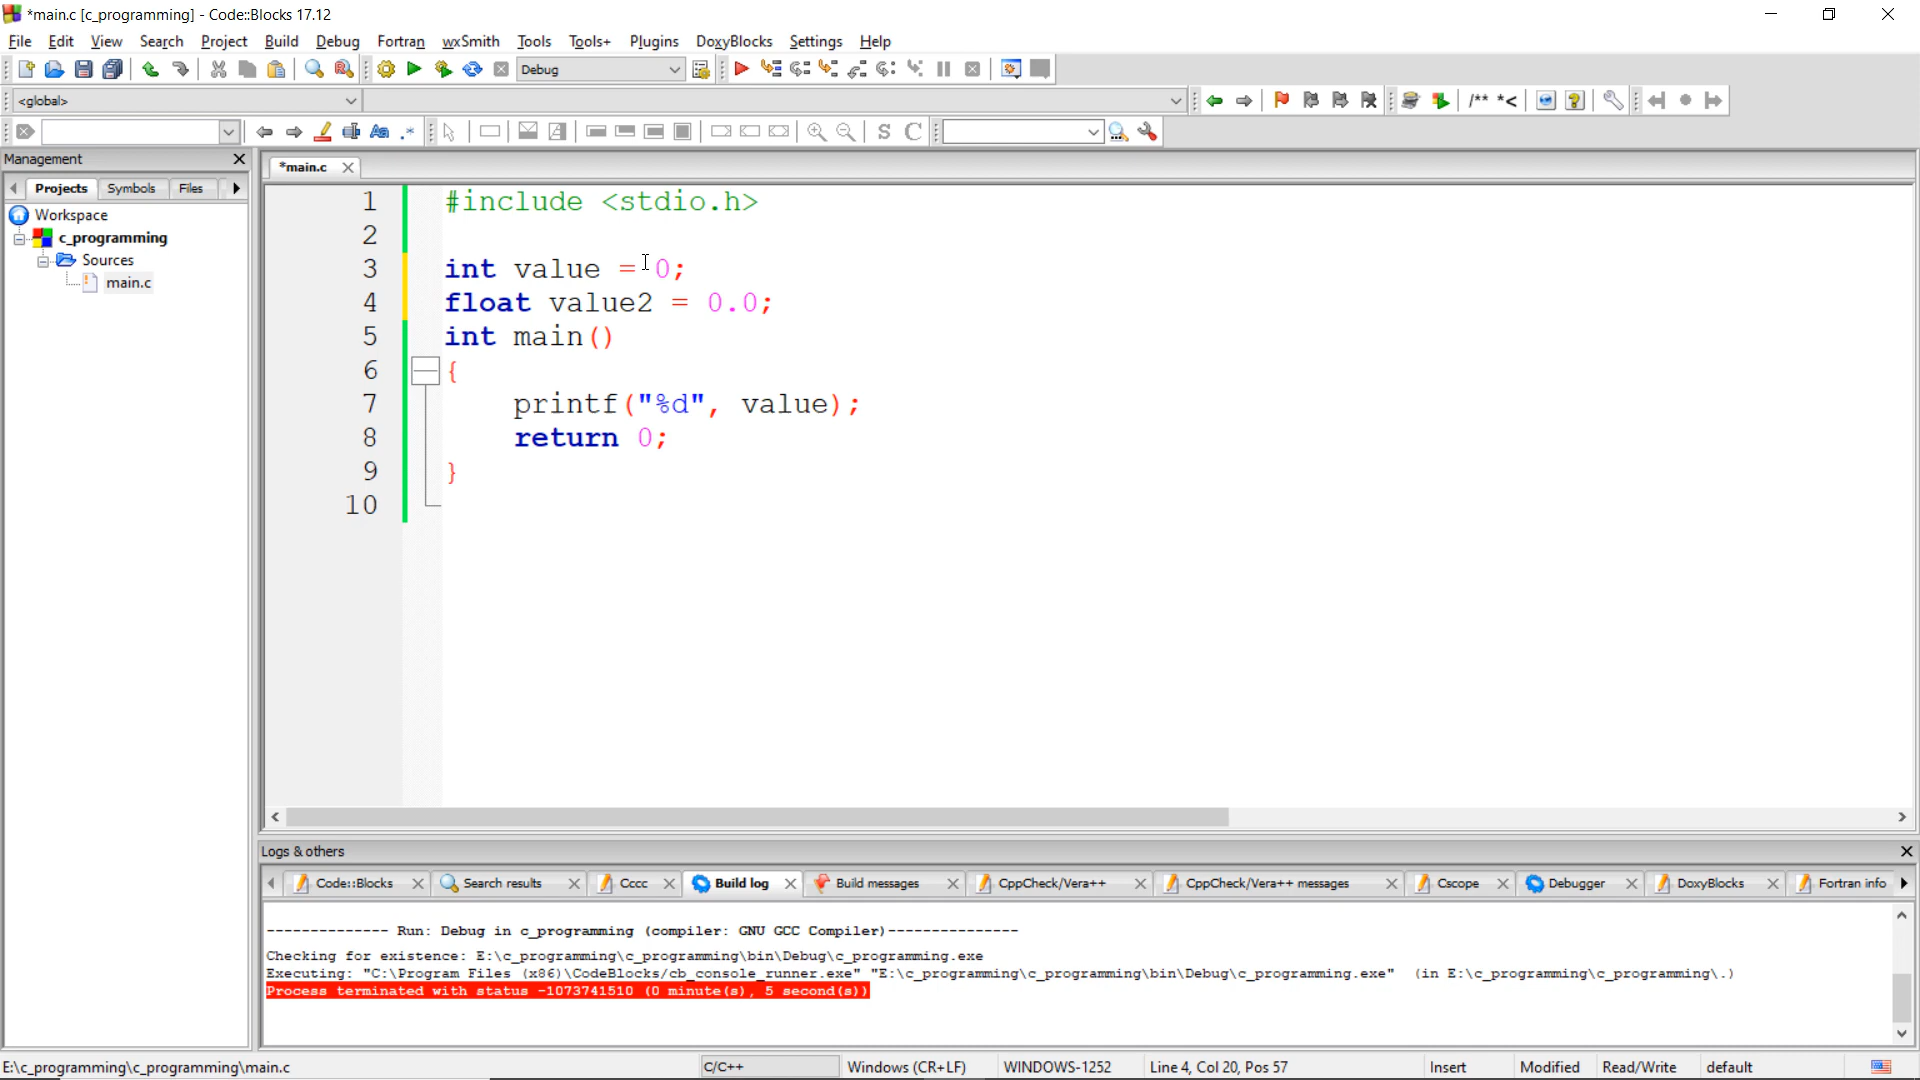 *main.c [c_programming] - Code::Blocks 17.12
File Edit View Search Project Build Debug Fortran wxSmith Tools Tools+ Plugins DoxyBlocks Settings Help
Debug
<global>
/** *<
Aa .*
S C
Management
Projects Symbols Files
Workspace
c_programming
Sources
main.c
*main.c
1 #include <stdio.h>
2
3 int value = 0;
4 float value2 = 0.0;
5 int main()
6 {
7 printf("%d", value);
8 return 0;
9 }
10
Logs & others
Code::Blocks Search results Cccc Build log Build messages CppCheck/Vera++ CppCheck/Vera++ messages Cscope Debugger DoxyBlocks Fortran info
-------------- Run: Debug in c_programming (compiler: GNU GCC Compiler)---------------
Checking for existence: E:\c_programming\c_programming\bin\Debug\c_programming.exe
Executing: "C:\Program Files (x86)\CodeBlocks/cb_console_runner.exe" "E:\c_programming\c_programming\bin\Debug\c_programming.exe" (in E:\c_programming\c_programming\.)
Process terminated with status -1073741510 (0 minute(s), 5 second(s))
E:\c_programming\c_programming\main.c C/C++ Windows (CR+LF) WINDOWS-1252 Line 4, Col 20, Pos 57 Insert Modified Read/Write default